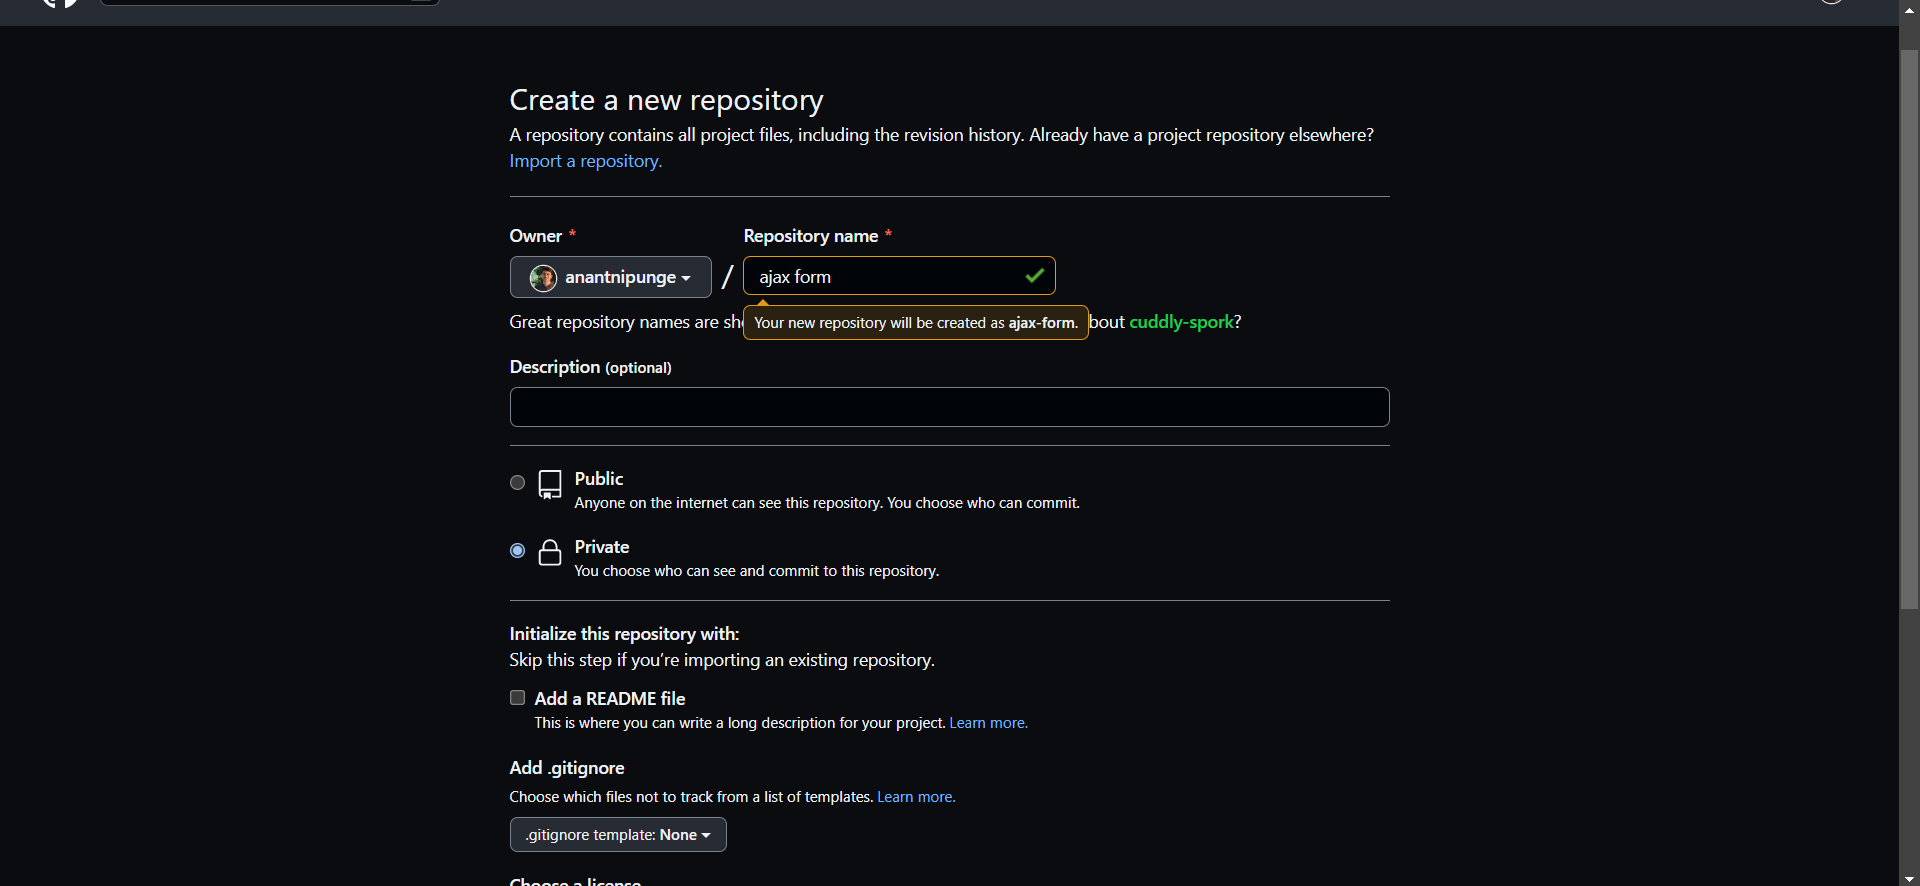 Create a new repository
A repository contains all project files, including the revision history. Already have a project repository elsewhere?
Import a repository.
Owner *
Repository name *
anantnipunge
/
ajax form
Great repository names are
Your new repository will be created as ajax-form.
bout cuddly-spork?
Description (optional)
Public
Anyone on the internet can see this repository. You choose who can commit.
Private
You choose who can see and commit to this repository.
Initialize this repository with:
Skip this step if you're importing an existing repository.
Add a README file
This is where you can write a long description for your project. Learn more.
Add .gitignore
Choose which files not to track from a list of templates. Learn more.
.gitignore template: None
Choose a license